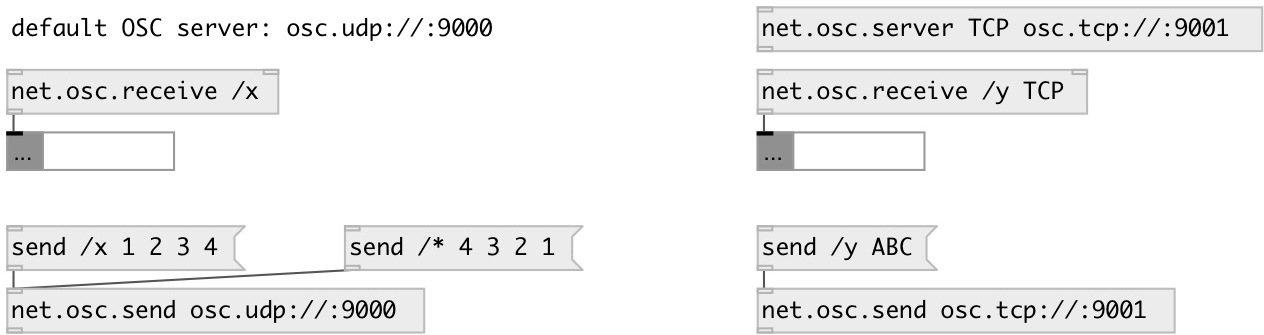 default OSC server: osc.udp://:9000
net.osc.server TCP osc.tcp://:9001
net.osc.receive /x
net.osc.receive /y TCP
...
...
send /x 1 2 3 4
send /* 4 3 2 1
send /y ABC
net.osc.send osc.udp://:9000
net.osc.send osc.tcp://:9001